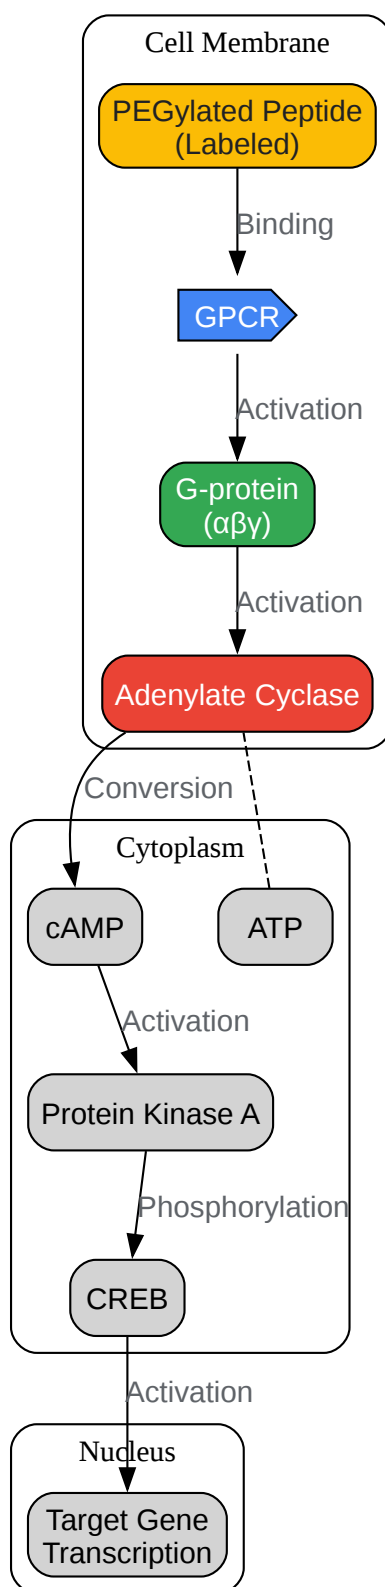 Cell Membrane
PEGylated Peptide
(Labeled)
Binding
GPCR
Activation
G-protein
(αβγ)
Activation
Adenylate Cyclase
Conversion
Cytoplasm
cAMP
ATP
Activation
Protein Kinase A
Phosphorylation
CREB
Activation
Nucleus
Target Gene
Transcription